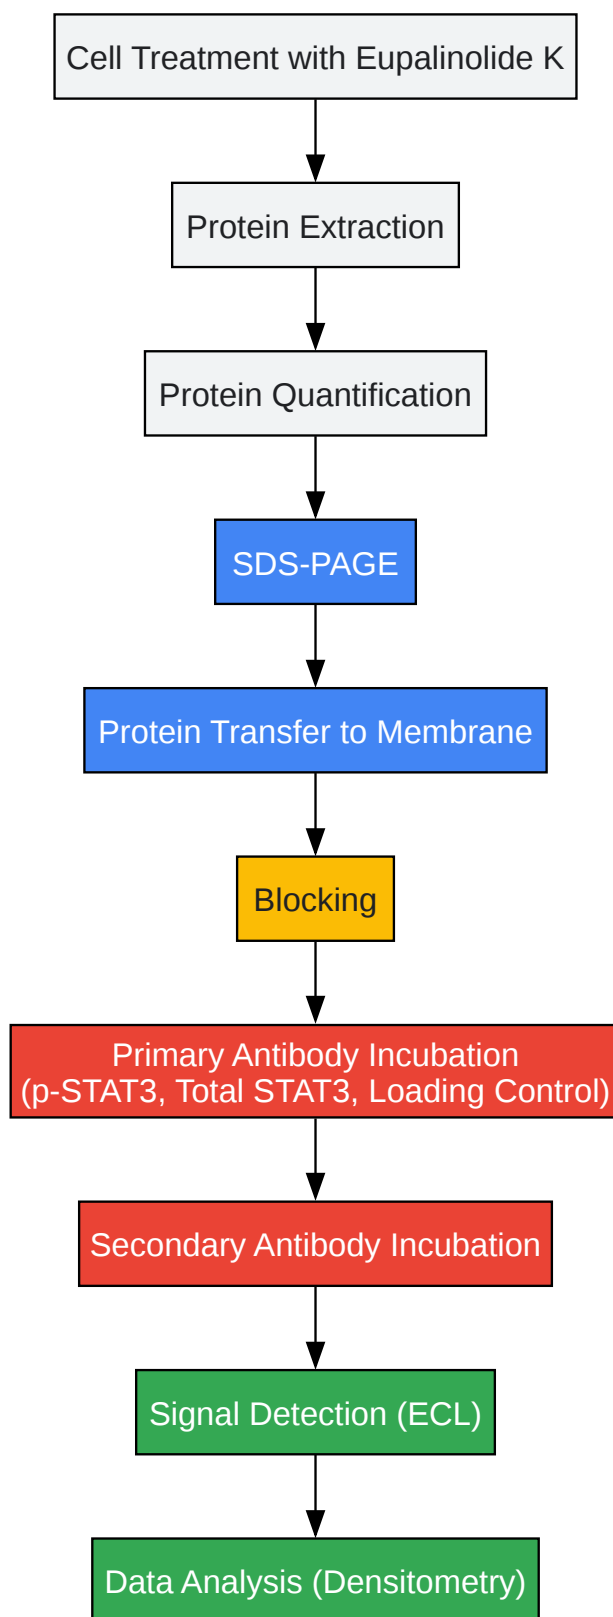 Cell Treatment with Eupalinolide K
Protein Extraction
Protein Quantification
SDS-PAGE
Protein Transfer to Membrane
Blocking
Primary Antibody Incubation
(p-STAT3, Total STAT3, Loading Control)
Secondary Antibody Incubation
Signal Detection (ECL)
Data Analysis (Densitometry)